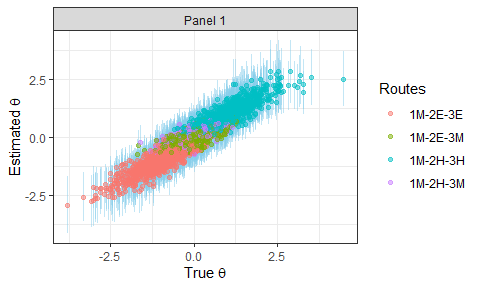 Panel 1
Estimated θ
2.5
0.0
-2.5
-2.5
0.0
2.5
True θ
Routes
1M-2E-3E
1M-2E-3M
1M-2H-3H
1M-2H-3M